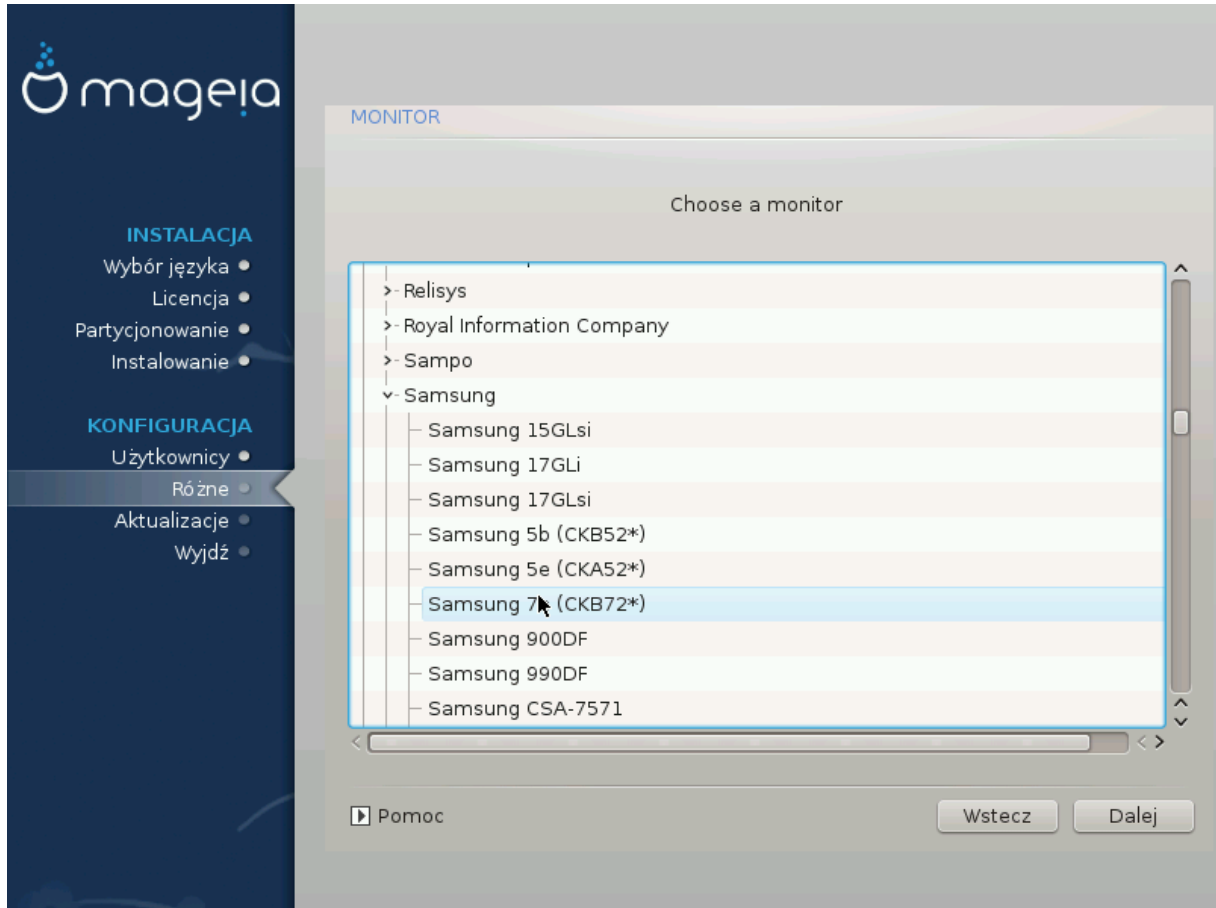 mageia
INSTALACJA
Wybór języka
Licencja
Partycjonowanie
Instalowanie
KONFIGURACJA
Użytkownicy
Różne
Aktualizacje
Wyjdź
MONITOR
Choose a monitor
Relisys
Royal Information Company
Sampo
Samsung
Samsung 15GLsi
Samsung 17GLi
Samsung 17GLsi
Samsung 5b (CKB52*)
Samsung 5e (CKA52*)
Samsung (CKB72*)
Samsung 900DF
Samsung 990DF
Samsung CSA-7571
Pomoc
Wstecz
Dalej